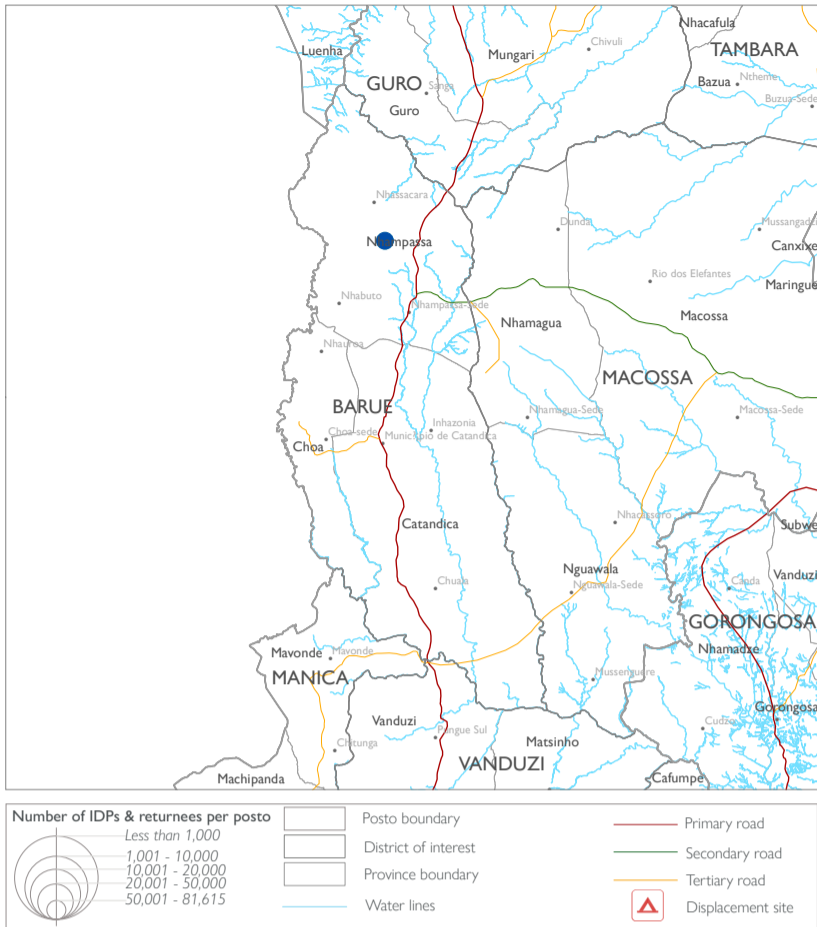 Nhacafula
Luenha
Mungari
Chivuli
TAMBARA
GURO
Sanga
Bazua
Ntheme
Buzua-Sede
Guro
Nhassacara
Dundai
Mussangadzi
Nhampassa
Canxixe
Rio dos Elefantes
Maringue
Nhabuto
Nhampassa-Sede
Macossa
Nhamagua
Nhauroa
MACOSSA
BARUE
Nhamagua-Sede
Macossa-Sede
Inhazonia
Choa-sede
Municipio de Catandica
Choa
Catandica
Nhacassoro
Subwe
Nguawala
Vanduzi
Chuala
Nguawala-Sede
Canda
GORONGOSA
Nhamadze
Mavonde
Mavonde
MANICA
Mussenguere
Gorongosa
Vanduzi
Pungue Sul
Cudzo
Matsinho
Chitunga
VANDUZI
Machipanda
Cafumpe
Number of IDPs & returnees per posto
Less than 1,000
1,001 - 10,000
10,001 - 20,000
20,001 - 50,000
50,001 - 81,615
Posto boundary
District of interest
Province boundary
Water lines
Primary road
Secondary road
Tertiary road
Displacement site